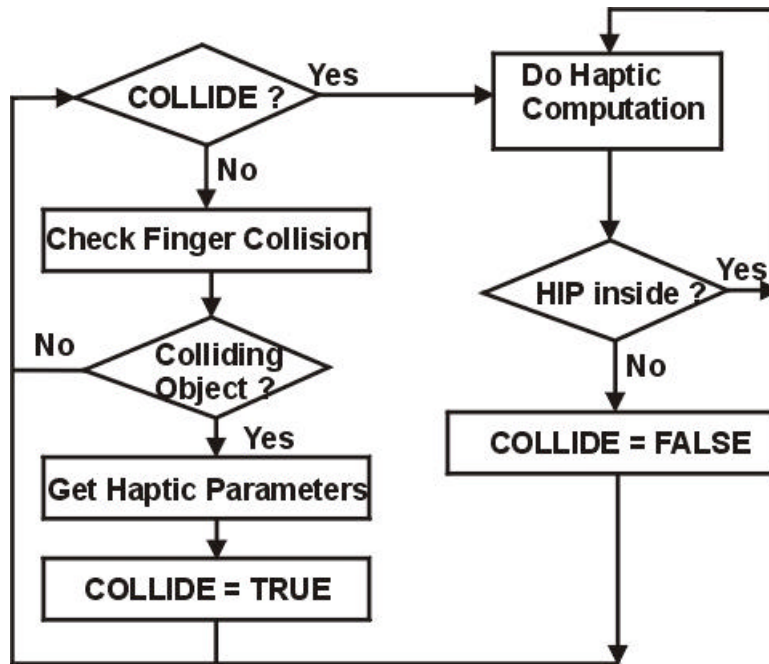 COLLIDE ?
Yes
No
Check Finger Collision
Colliding
Object ?
No
Yes
Get Haptic Parameters
COLLIDE = TRUE
Do Haptic
Computation
HIP inside ?
Yes
No
COLLIDE = FALSE